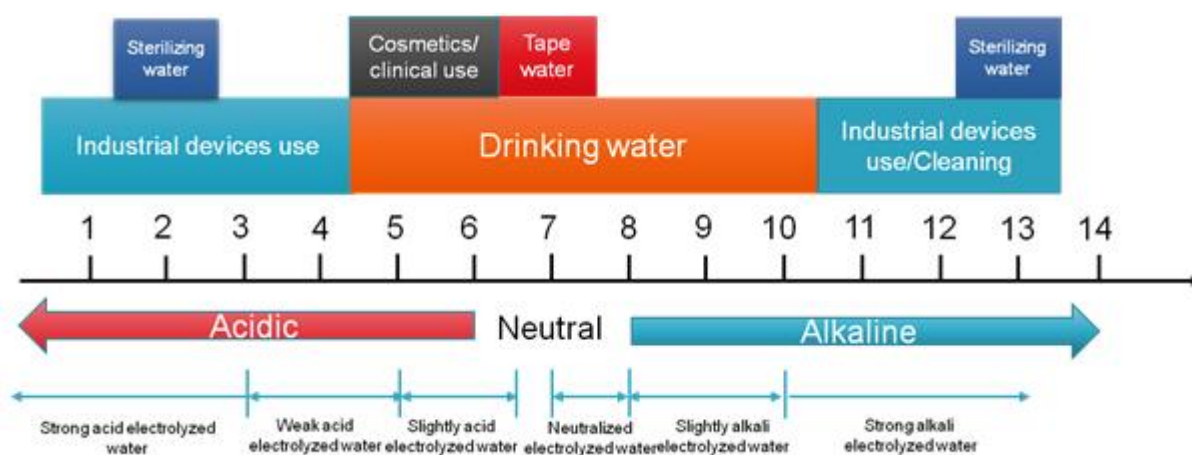 Sterilizing
water
Cosmetics/
clinical use
Tape
water
Sterilizing
water
Industrial devices use
Drinking water
Industrial devices
use/Cleaning
1 2 3 4 5 6 7 8 9 10 11 12 13 14
Acidic Neutral Alkaline
Strong acid electrolyzed
water
Weak acid
electrolyzed water
Slightly acid
electrolyzed water
Neutralized
electrolyzed water
Slightly alkali
electrolyzed water
Strong alkali
electrolyzed water